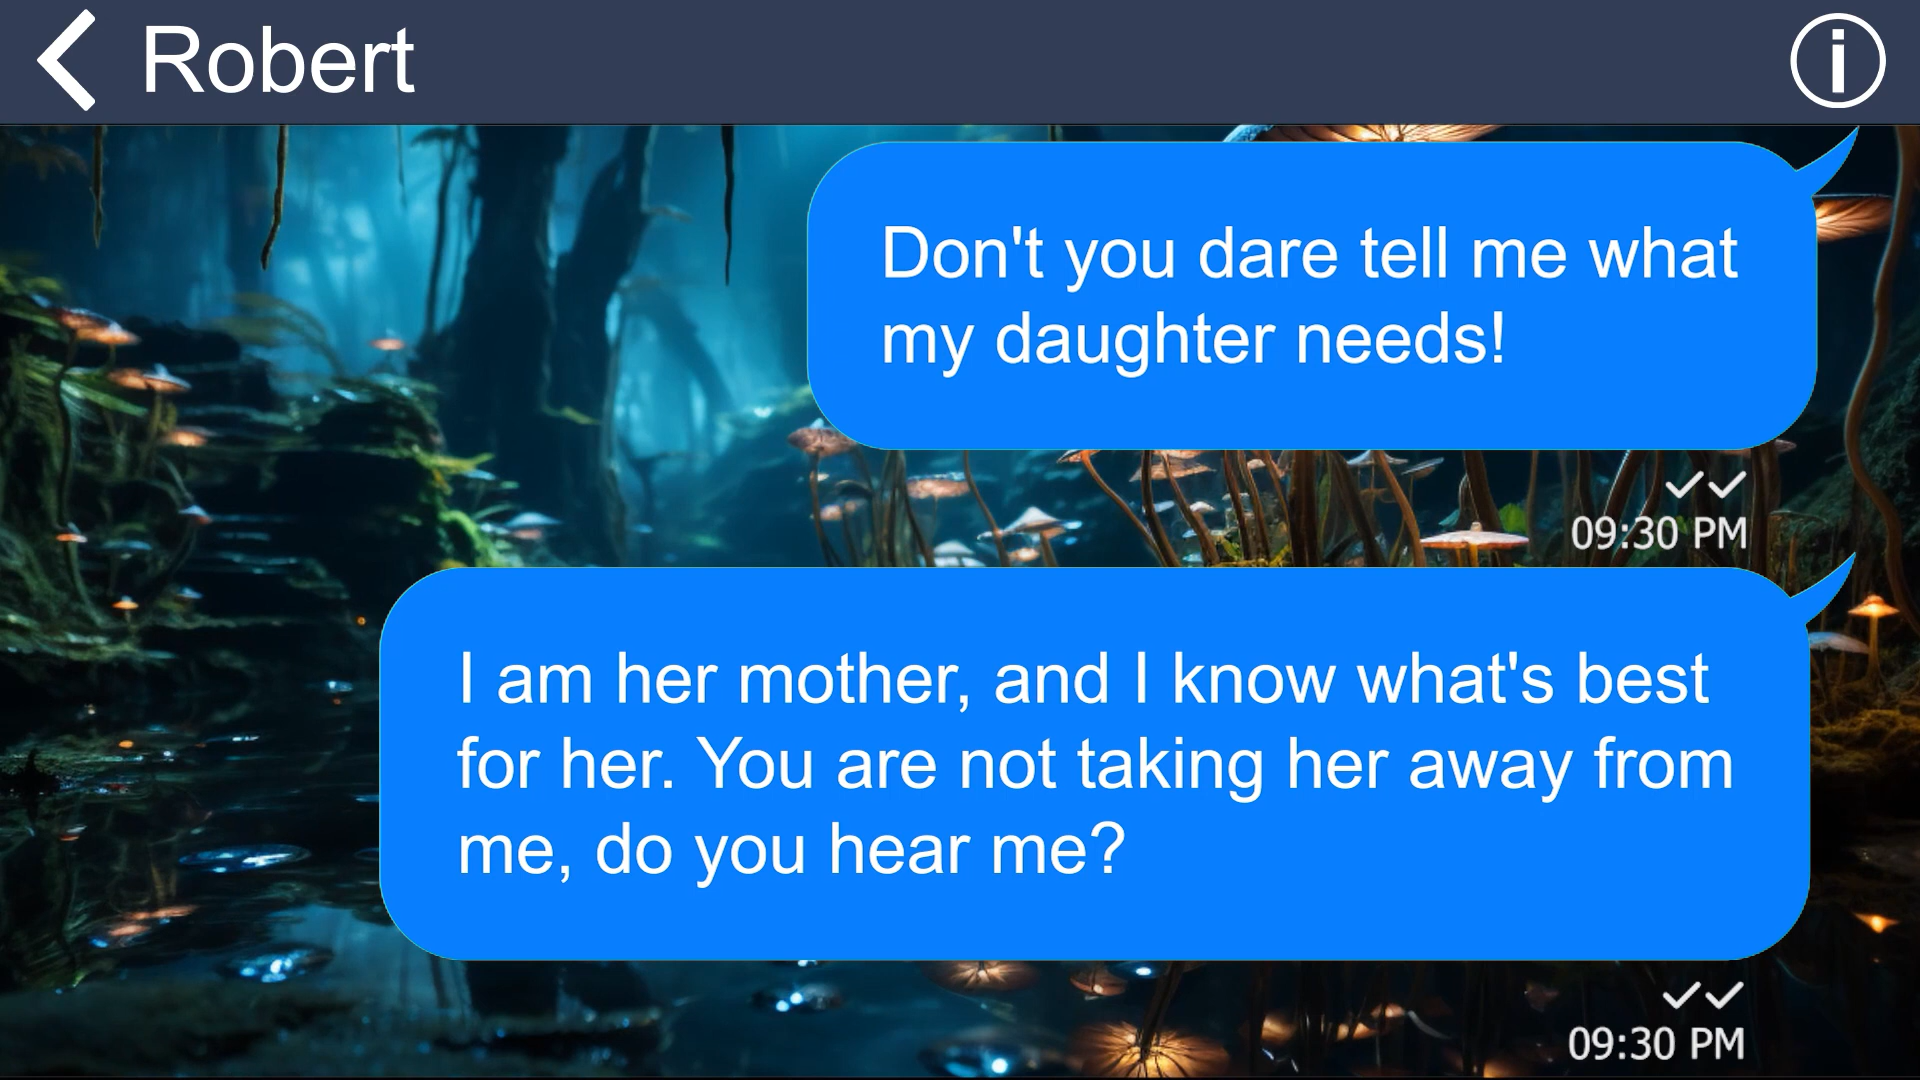 Robert
Don't you dare tell me what
my daughter needs!
09:30 PM
I am her mother, and I know what's best
for her. You are not taking her away from
me, do you hear me?
09:30 PM